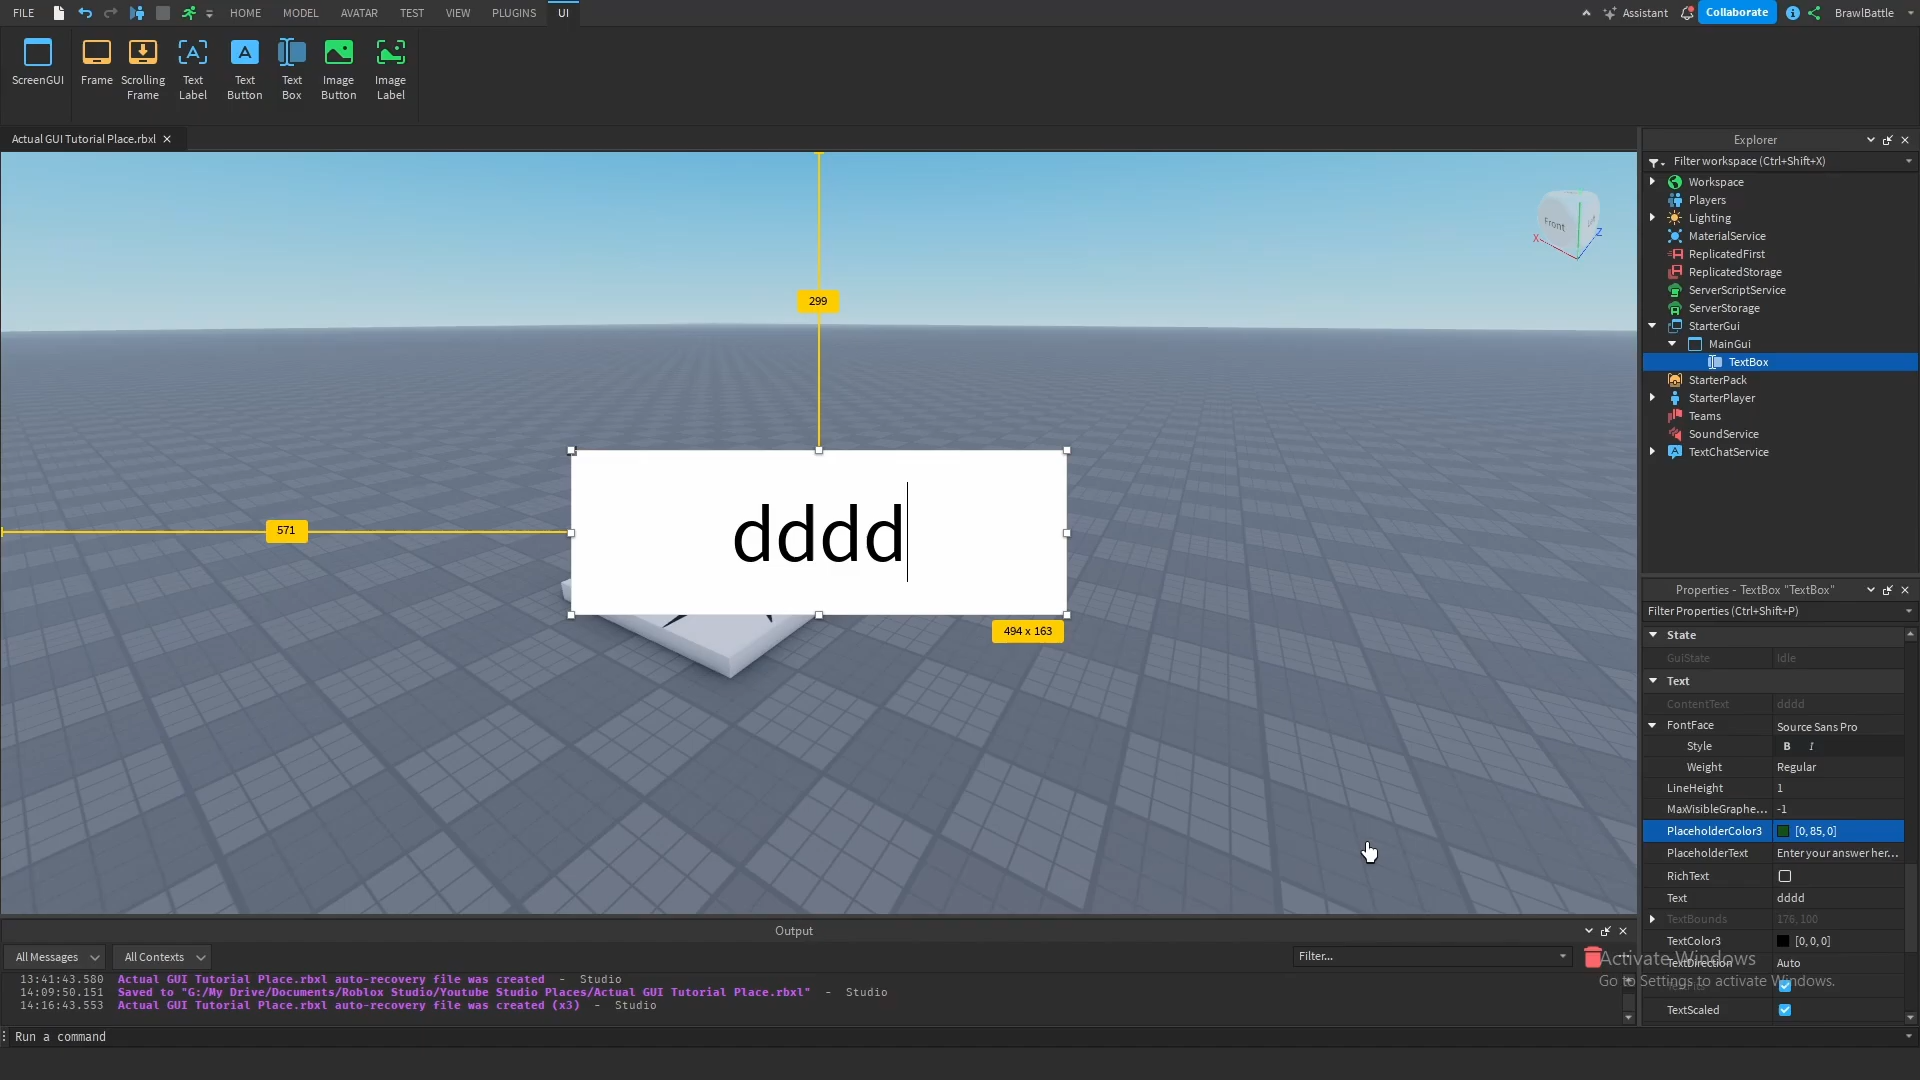 FILE HOME MODEL AVATAR TEST VIEW PLUGINS UI Assistant Collaborate BrawlBattle
ScreenGUI Frame Scrolling Frame Text Label Text Button Text Box Image Button Image Label
Actual GUI Tutorial Place.rbxl
299
571
Front
X
Z
dddd
494 x 163
Explorer
Filter workspace (Ctrl+Shift+X)
Workspace
Players
Lighting
MaterialService
ReplicatedFirst
ReplicatedStorage
ServerScriptService
ServerStorage
StarterGui
MainGui
TextBox
StarterPack
StarterPlayer
Teams
SoundService
TextChatService
Properties - TextBox "TextBox"
Filter Properties (Ctrl+Shift+P)
State
GuiState Idle
Text
ContentText dddd
FontFace Source Sans Pro
Style B I
Weight Regular
LineHeight 1
MaxVisibleGraphe... -1
PlaceholderColor3 [0, 85, 0]
PlaceholderText Enter your answer her...
RichText
Text dddd
TextBounds 176, 100
TextColor3 [0, 0, 0]
TextDirection Auto
TextScaled
Activate Windows
Go to Settings to activate Windows.
Output
All Messages All Contexts Filter...
13:41:43.580 Actual GUI Tutorial Place.rbxl auto-recovery file was created - Studio
14:09:50.151 Saved to "G:/My Drive/Documents/Roblox Studio/Youtube Studio Places/Actual GUI Tutorial Place.rbxl" - Studio
14:16:43.553 Actual GUI Tutorial Place.rbxl auto-recovery file was created (x3) - Studio
Run a command